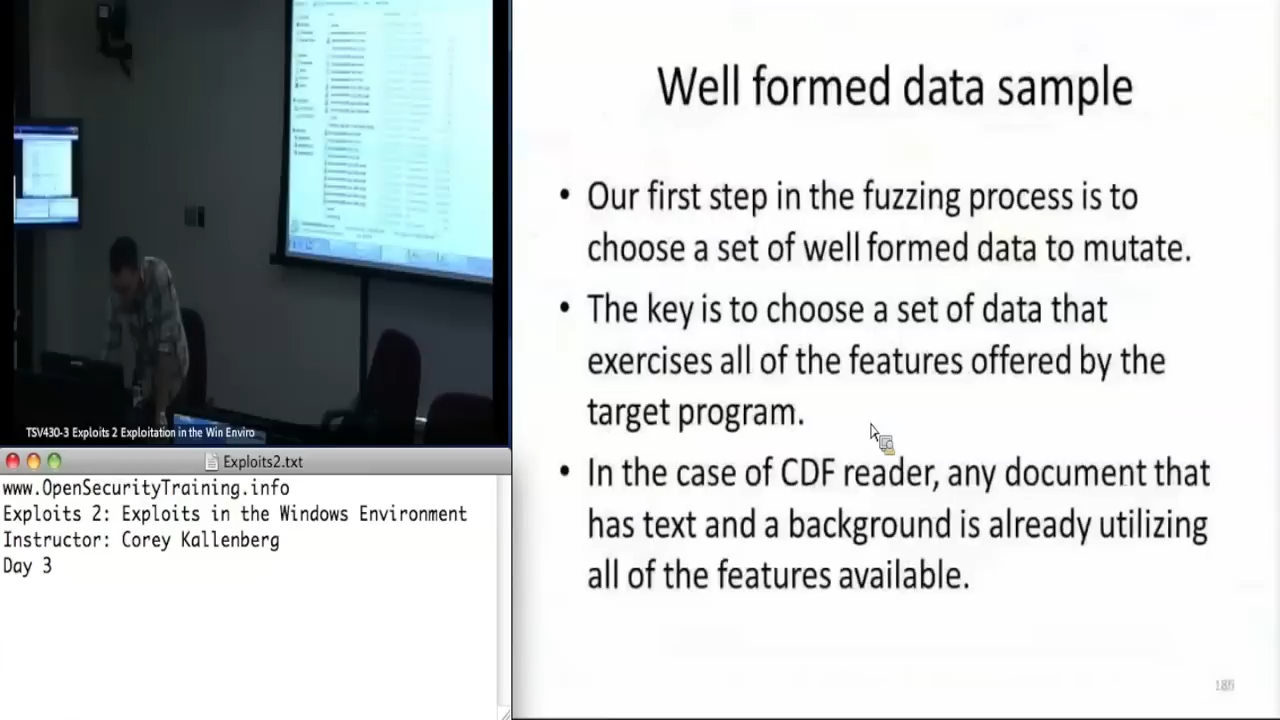 Well formed data sample
• Our first step in the fuzzing process is to
choose a set of well formed data to mutate.
• The key is to choose a set of data that
exercises all of the features offered by the
target program.
• In the case of CDF reader, any document that
has text and a background is already utilizing
all of the features available.
185
TSV430-3 Exploits 2 Exploitation in the Win Enviro
Exploits2.txt
www.OpenSecurityTraining.info
Exploits 2: Exploits in the Windows Environment
Instructor: Corey Kallenberg
Day 3